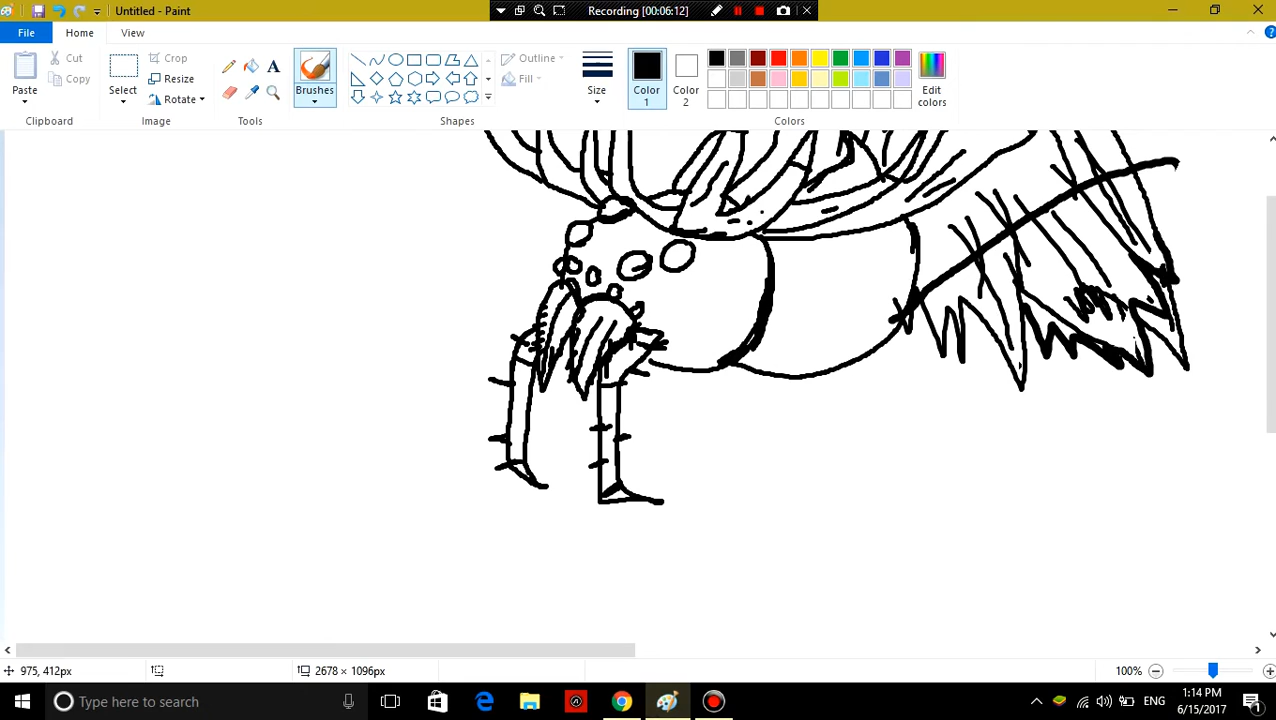 Untitled - Paint
Recording [00:06:12]
File
Home
View
Paste
Cut
Copy
Clipboard
Select
Crop
Resize
Rotate
Image
A
Tools
Brushes
Outline
Fill
Shapes
Size
Color
1
Color
2
Edit
colors
Colors
975, 412px
2678 × 1096px
100%
Type here to search
ENG
1:14 PM
6/15/2017
1